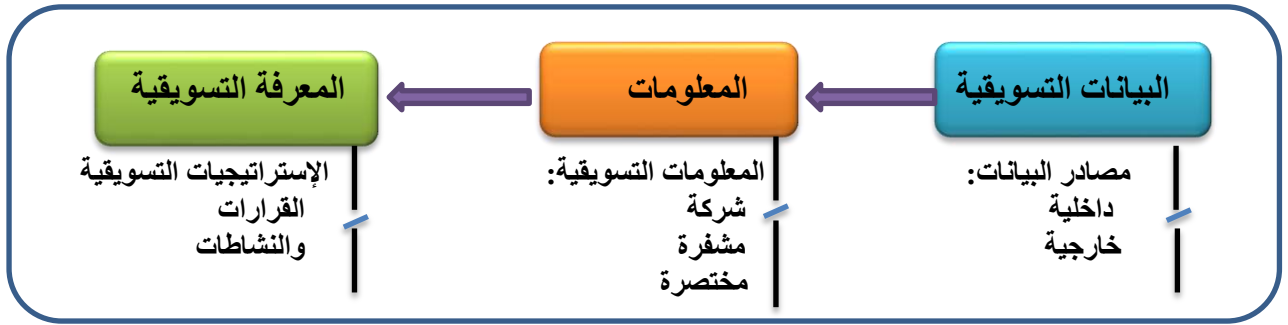 البيانات التسويقية
مصادر البيانات:
داخلية
خارجية
المعلومات
المعلومات التسويقية:
شركة
مشفرة
مختصرة
المعرفة التسويقية
الإستراتيجيات التسويقية
القرارات
والنشاطات